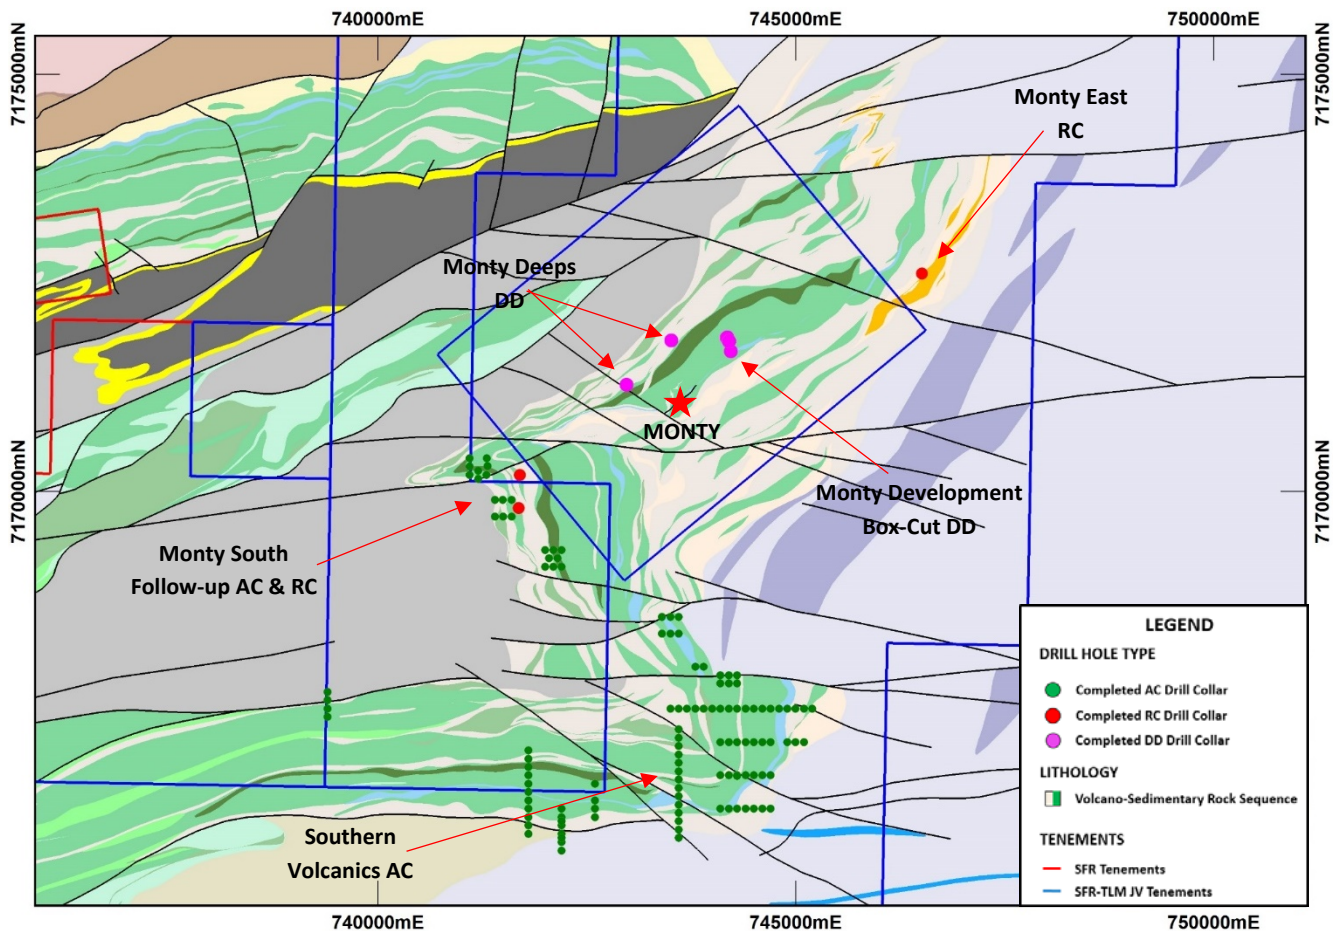 740000mE
745000mE
750000mE
7175000mN
7175000mN
Monty East
RC
Monty Deeps
DD
MONTY
7170000mN
7170000mN
Monty Development
Box-Cut DD
Monty South
Follow-up AC & RC
Southern
Volcanics AC
LEGEND
DRILL HOLE TYPE
Completed AC Drill Collar
Completed RC Drill Collar
Completed DD Drill Collar
LITHOLOGY
Volcano-Sedimentary Rock Sequence
TENEMENTS
SFR Tenements
SFR-TLM JV Tenements
740000mE
745000mE
750000mE